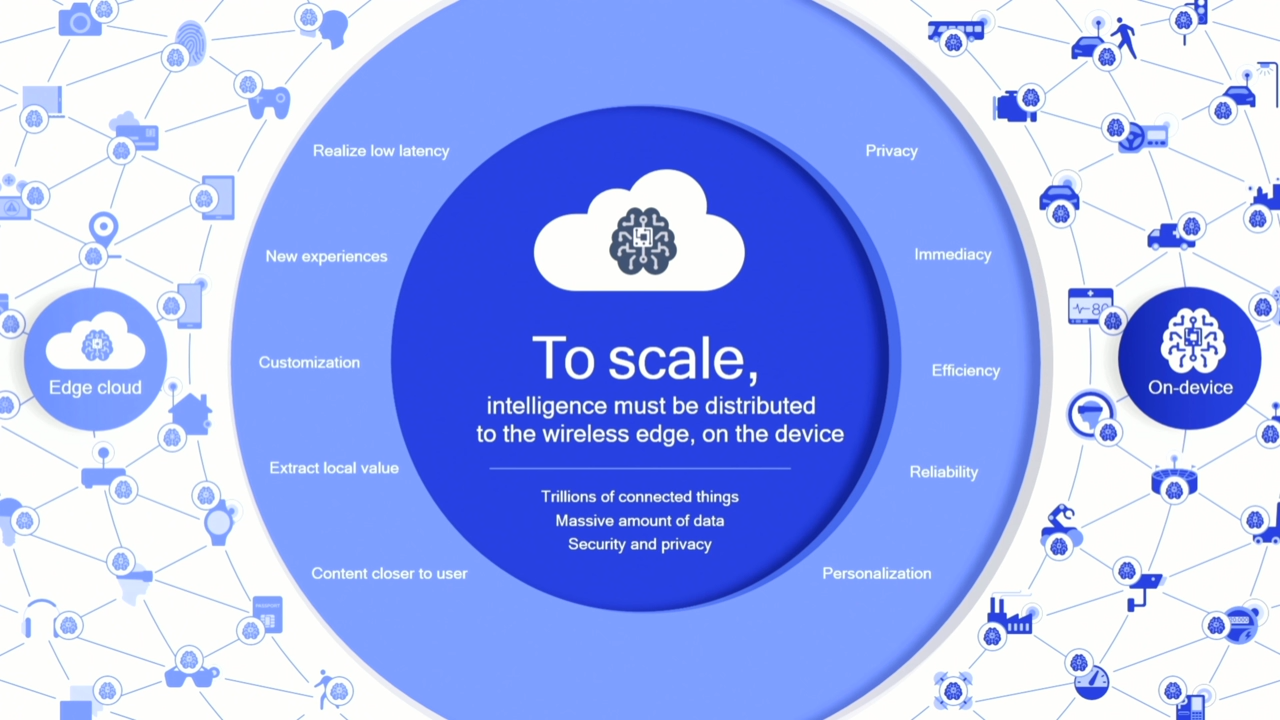 Realize low latency
New experiences
Customization
Extract local value
Content closer to user
Edge cloud
To scale,
intelligence must be distributed
to the wireless edge, on the device
Trillions of connected things
Massive amount of data
Security and privacy
Privacy
Immediacy
Efficiency
Reliability
Personalization
On-device
PASSPORT